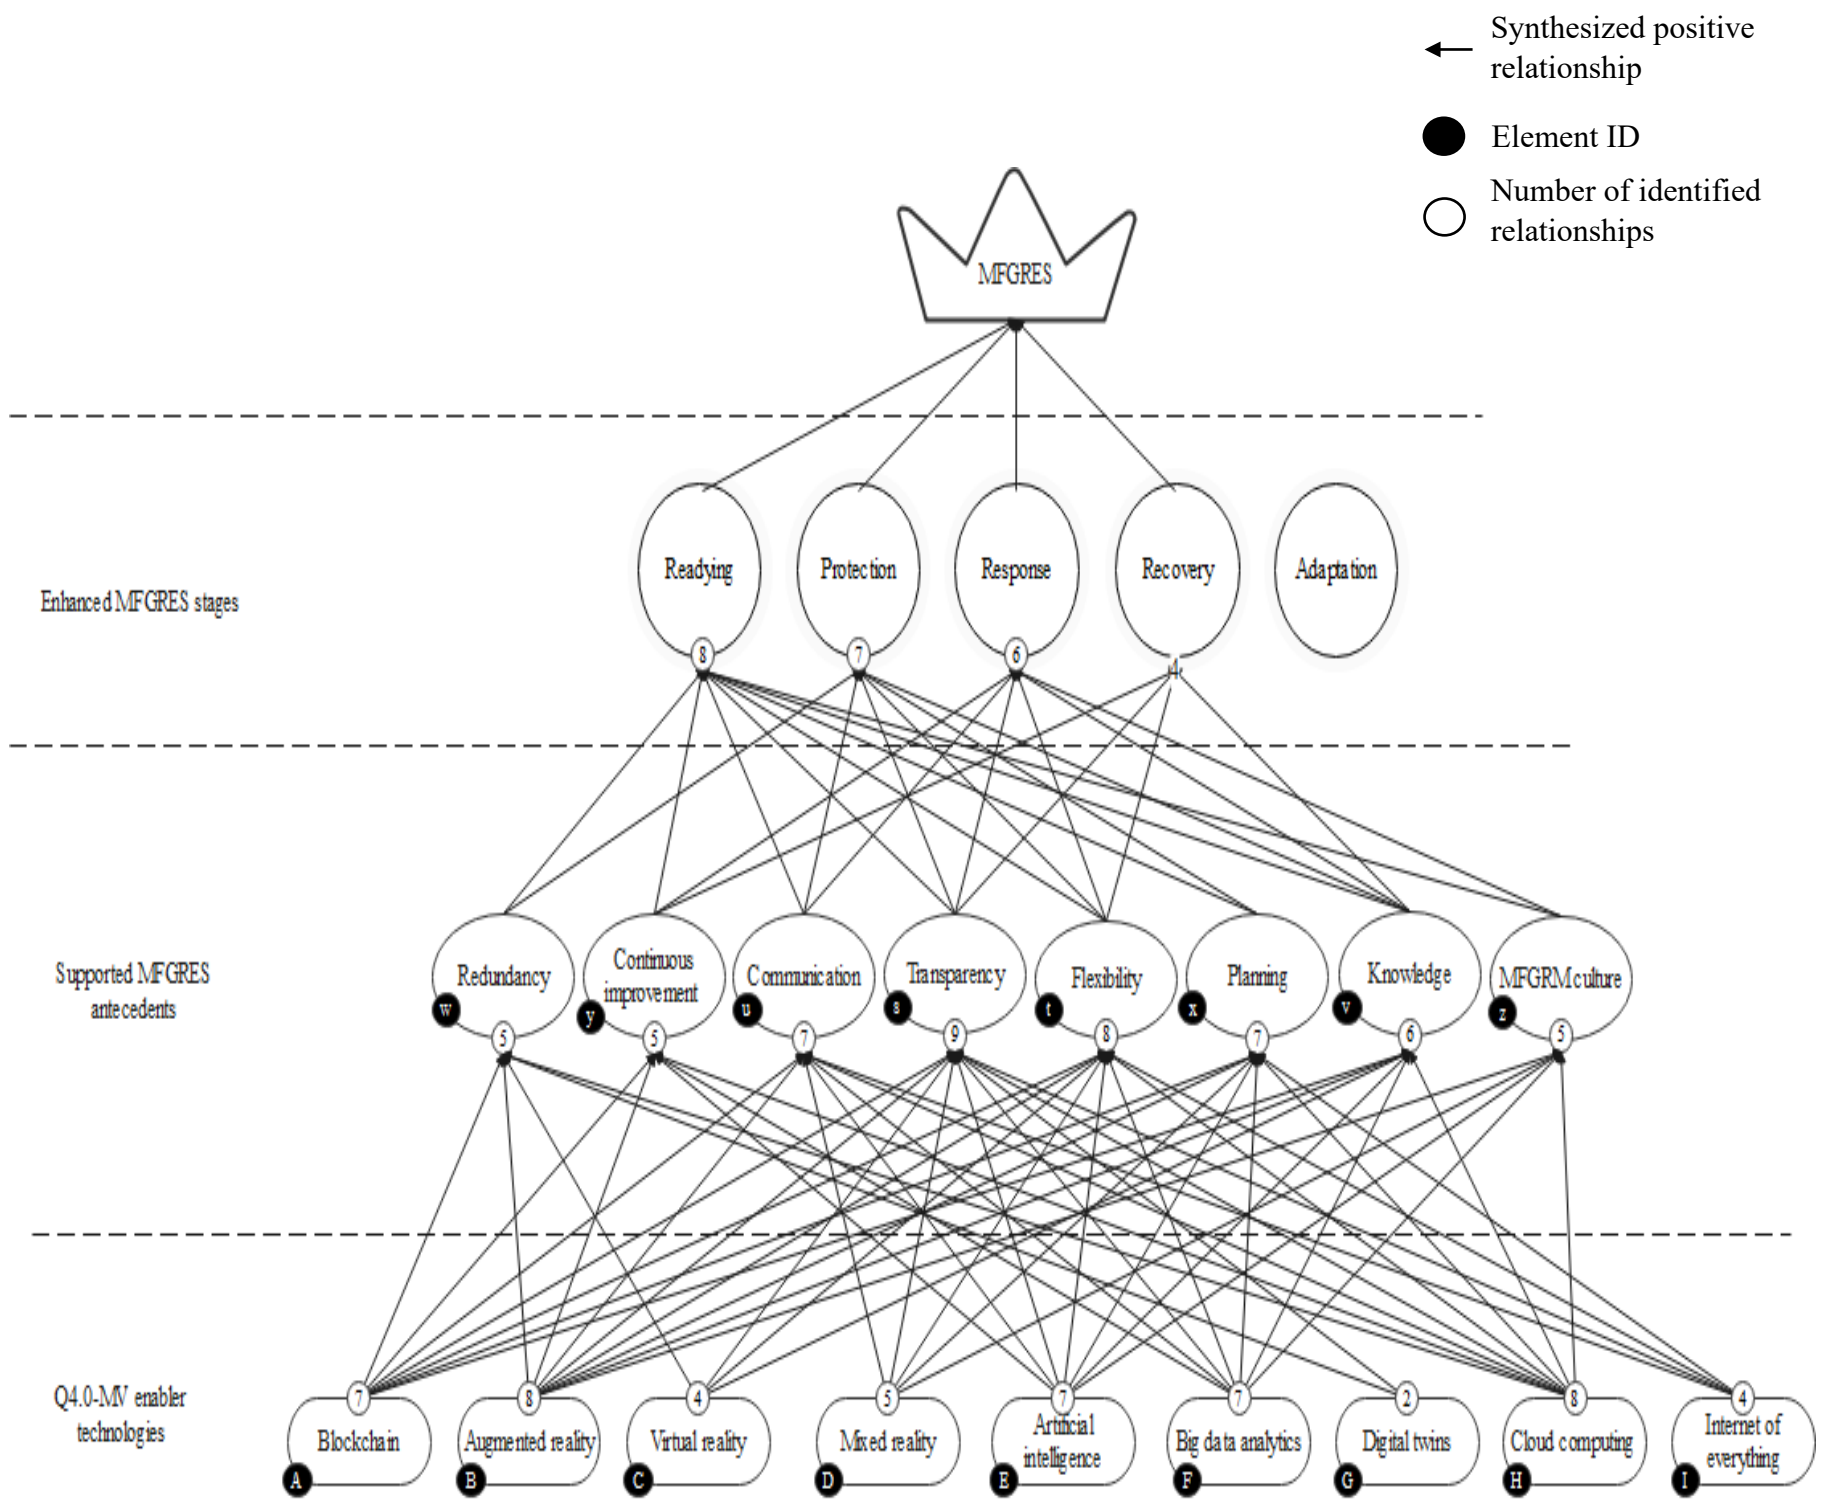 Synthesized positive
relationship
Element ID
Number of identified
relationships
MFGRES
Enhanced MFGRES stages
Readying
Protection
Response
Recovery
Adaptation
8
7
6
4
Supported MFGRES
antecedents
Redundancy
Continuous
improvement
Communication
Transparency
Flexibility
Planning
Knowledge
MFGRM culture
w
y
u
s
t
x
v
z
5
5
7
9
8
7
6
5
Q4.0-MV enabler
technologies
7
8
4
5
7
7
2
8
4
Blockchain
Augmented reality
Virtual reality
Mixed reality
Artificial
intelligence
Big data analytics
Digital twins
Cloud computing
Internet of
everything
A
B
C
D
E
F
G
H
I